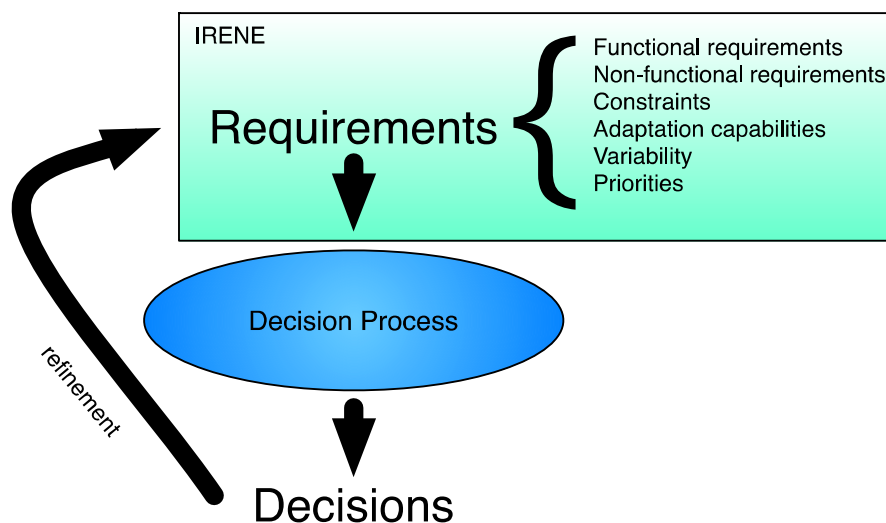 IRENE
Requirements
Functional requirements
Non-functional requirements
Constraints
Adaptation capabilities
Variability
Priorities
Decision Process
refinement
Decisions